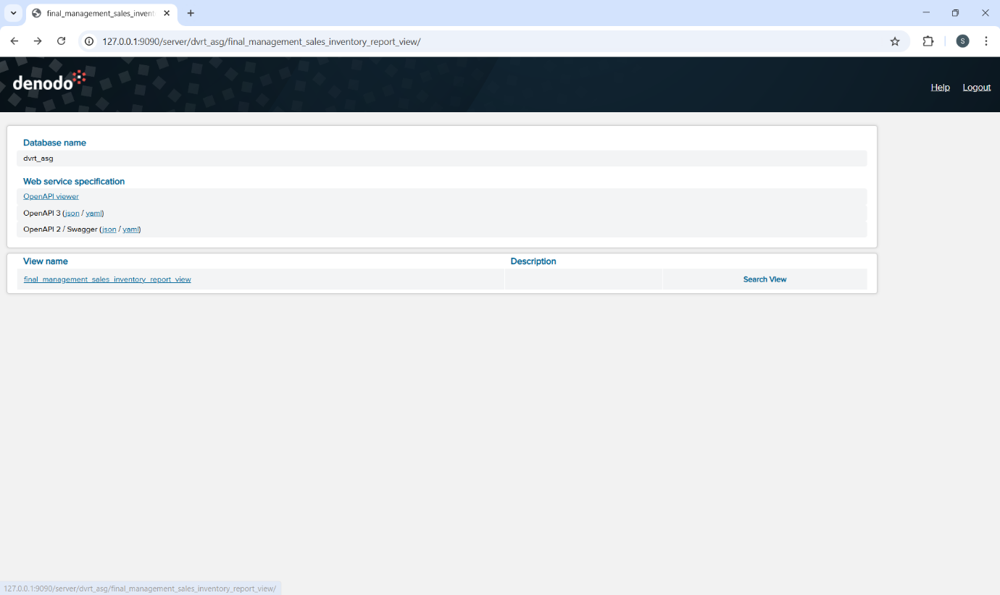 final_management_sales_invent
127.0.0.1:9090/server/dvrt_asg/final_management_sales_inventory_report_view/
S
denodo
Help Logout
Database name
dvrt_asg
Web service specification
OpenAPI viewer
OpenAPI 3 (json / yaml)
OpenAPI 2 / Swagger (json / yaml)
View name Description
final_management_sales_inventory_report_view Search View
127.0.0.1:9090/server/dvrt_asg/final_management_sales_inventory_report_view/